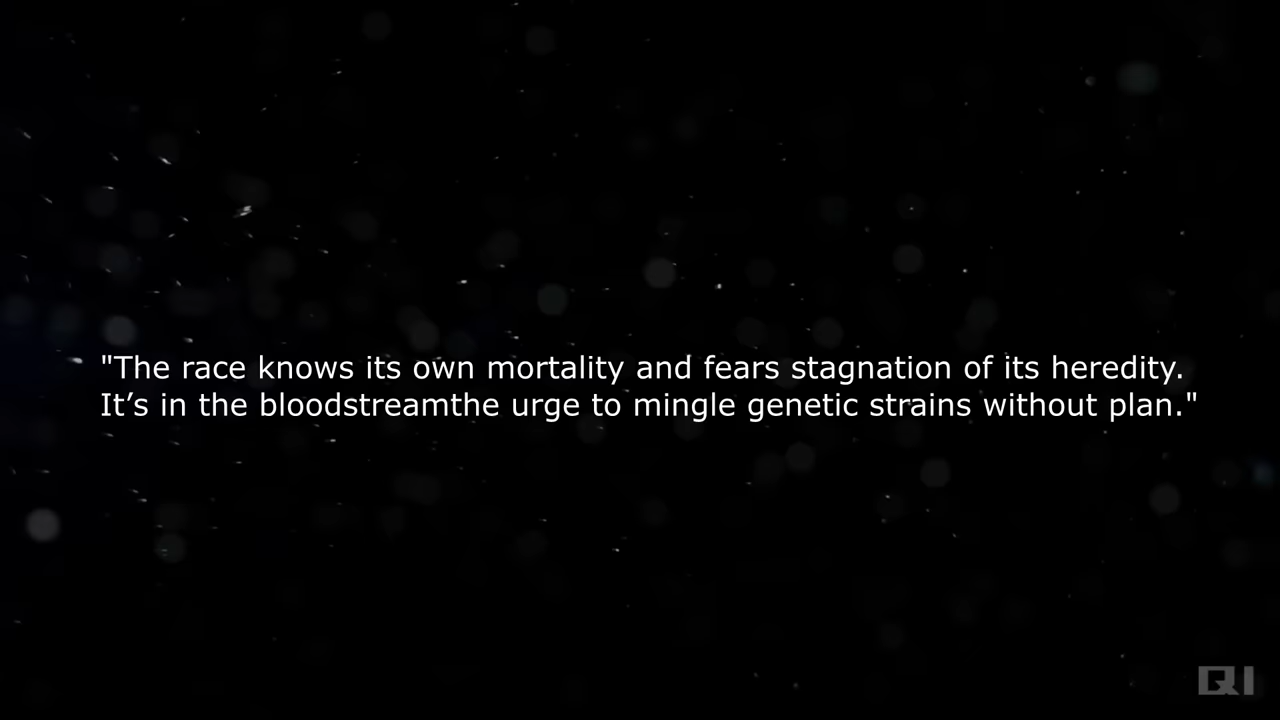 "The race knows its own mortality and fears stagnation of its heredity.
It’s in the bloodstreamthe urge to mingle genetic strains without plan."
QI